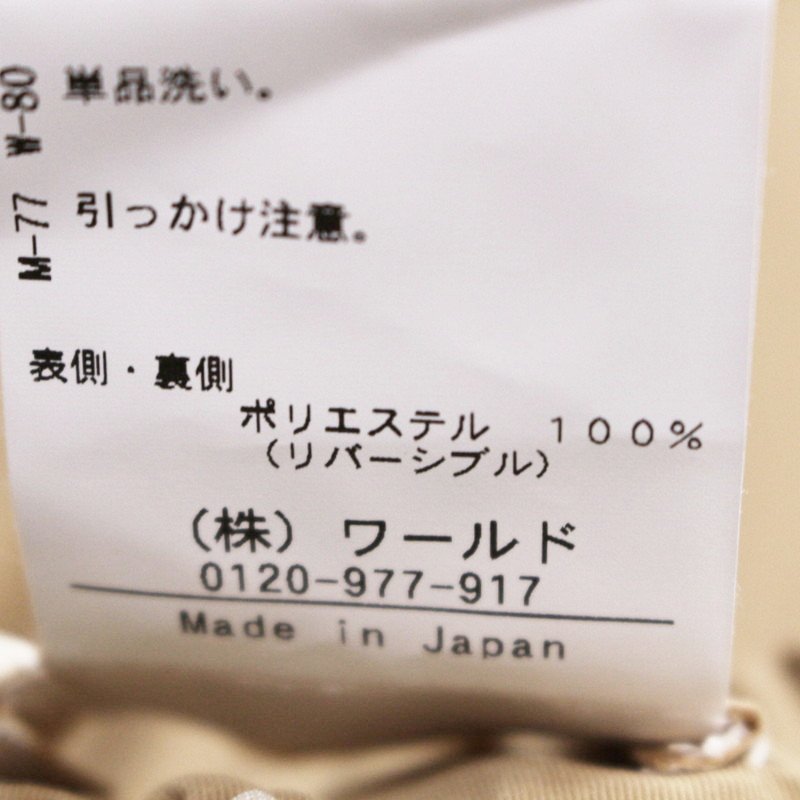 W-80
単品洗い。
M-77
引っかけ注意。
表側・裏側
ポリエステル　１００％
（リバーシブル）
（株）ワールド
0120-977-917
Made in Japan